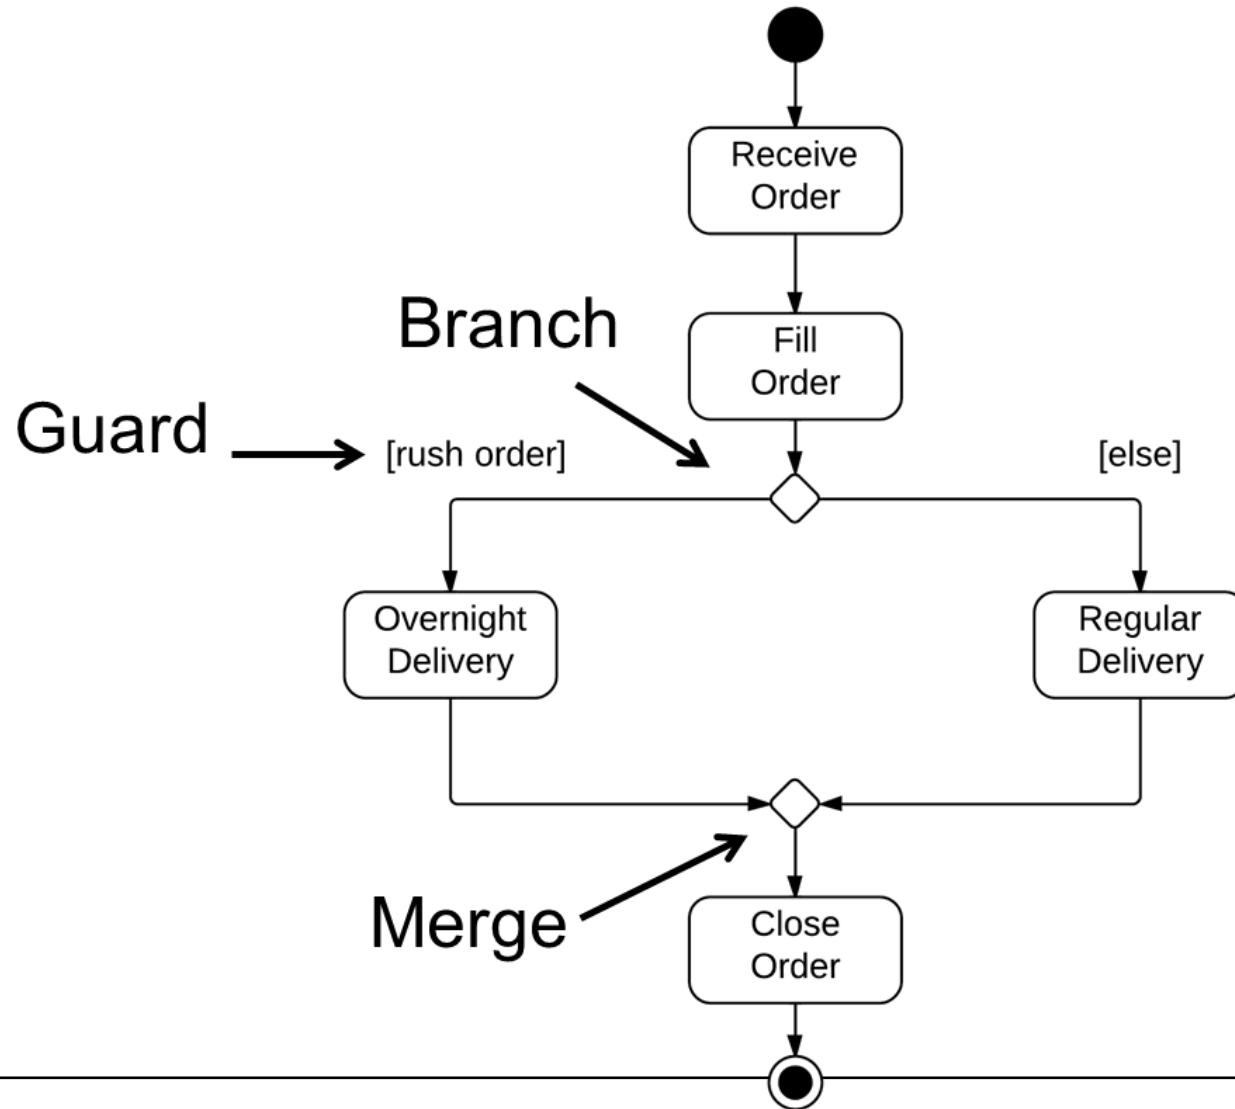 Receive
Order
Branch
Fill
Order
Guard
[rush order]
[else]
Overnight
Delivery
Regular
Delivery
Merge
Close
Order